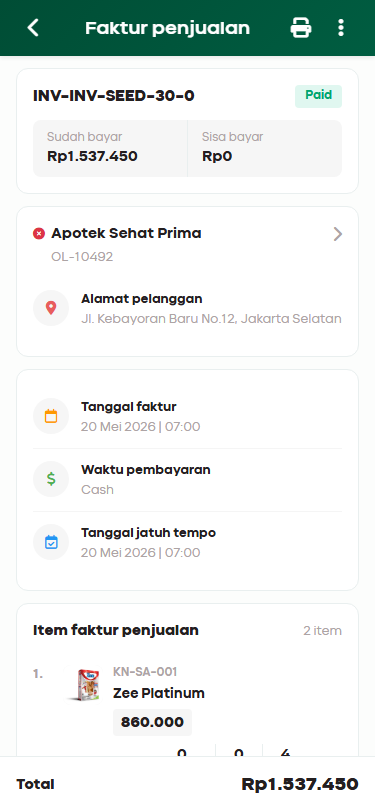 Faktur penjualan
INV-INV-SEED-30-0
Paid
Sudah bayar
Sisa bayar
Rp1.537.450
Rp0
Apotek Sehat Prima
OL-10492
Alamat pelanggan
Jl. Kebayoran Baru No.12, Jakarta Selatan
Tanggal faktur
20 Mei 2026 | 07:00
Waktu pembayaran
Cash
Tanggal jatuh tempo
20 Mei 2026 | 07:00
Item faktur penjualan
2 item
1.
KN-SA-001
Zee Platinum
860.000
0 0 4
Total
Rp1.537.450